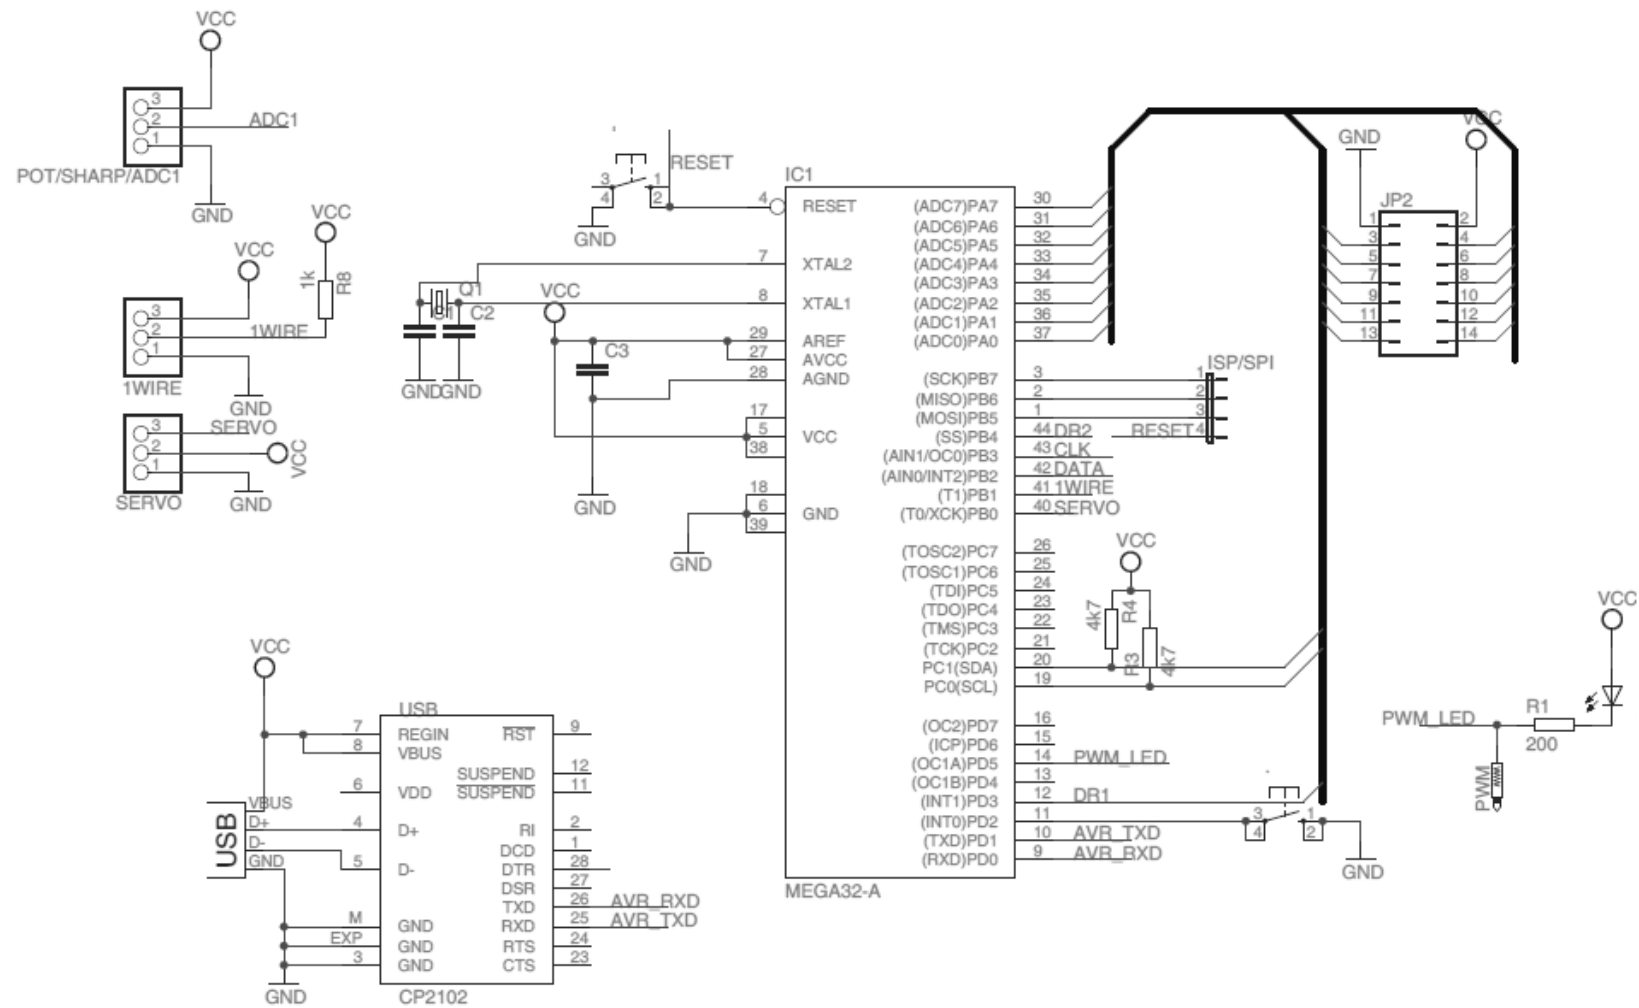 VCC
3
2 ADC1
1
POT/SHARP/ADC1
GND
VCC
VCC
1k R8
3
2 1WIRE
1
1WIRE
GND
3 SERVO
2 VCC
1
SERVO
GND
RESET
3 1
4 2
GND
Q1
C1 C2
GND GND
VCC
C3
GND
GND
IC1
4 RESET
7 XTAL2
8 XTAL1
29 AREF
27 AVCC
28 AGND
17
5 VCC
38
18
6 GND
39
(ADC7)PA7 30
(ADC6)PA6 31
(ADC5)PA5 32
(ADC4)PA4 33
(ADC3)PA3 34
(ADC2)PA2 35
(ADC1)PA1 36
(ADC0)PA0 37
(SCK)PB7 3
(MISO)PB6 2
(MOSI)PB5 1
(SS)PB4 44 DR2
(AIN1/OC0)PB3 43 CLK
(AIN0/INT2)PB2 42 DATA
(T1)PB1 41 1WIRE
(T0/XCK)PB0 40 SERVO
(TOSC2)PC7 26
(TOSC1)PC6 25
(TDI)PC5 24
(TDO)PC4 23
(TMS)PC3 22
(TCK)PC2 21
PC1(SDA) 20
PC0(SCL) 19
(OC2)PD7 16
(ICP)PD6 15
(OC1A)PD5 14 PWM_LED
(OC1B)PD4 13
(INT1)PD3 12 DR1
(INT0)PD2 11
(TXD)PD1 10 AVR_TXD
(RXD)PD0 9 AVR_RXD
MEGA32-A
ISP/SPI
1
2
3
RESET 4
VCC
4k7 R4
R3 4k7
3 1
4 2
GND
GND VCC
JP2
1 2
3 4
5 6
7 8
9 10
11 12
13 14
VCC
PWM_LED R1
200
PWM
VCC
USB
7 REGIN
8 VBUS
6 VDD
4 D+
5 D-
M GND
EXP GND
3 GND
RST 9
SUSPEND 12
SUSPEND 11
RI 2
DCD 1
DTR 28
DSR 27
TXD 26 AVR_RXD
RXD 25 AVR_TXD
RTS 24
CTS 23
CP2102
USB
VBUS
D+
D-
GND
GND